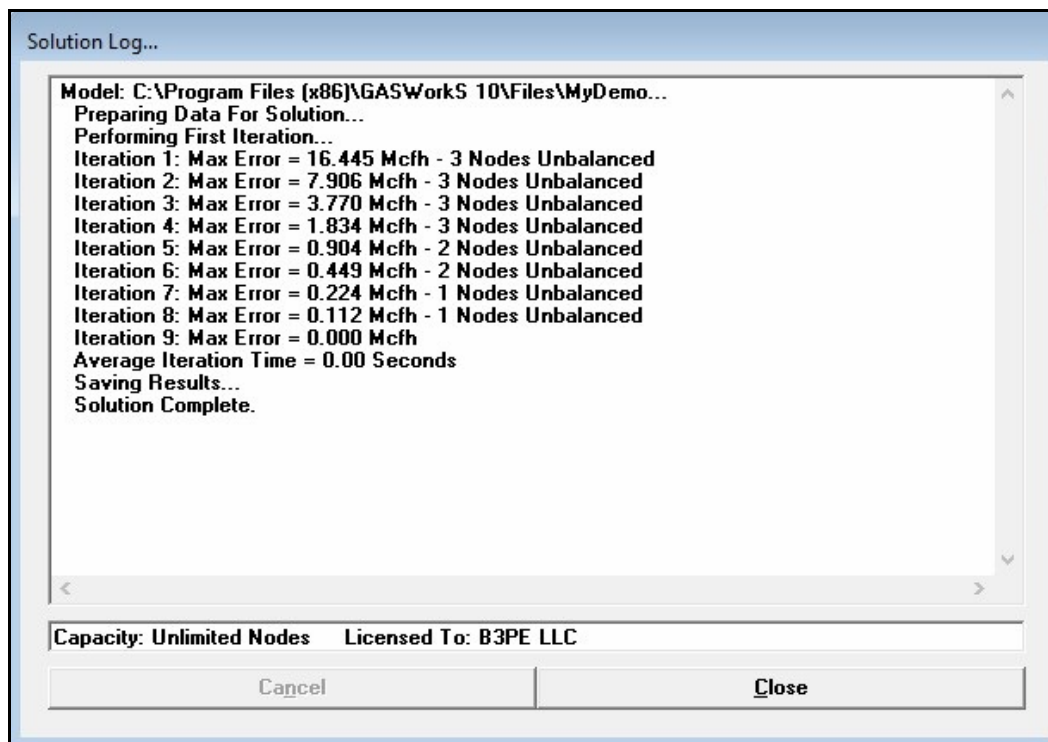 Solution Log...
Model: C:\Program Files (x86)\GASWorkS 10\Files\MyDemo...
Preparing Data For Solution...
Performing First Iteration...
Iteration 1: Max Error = 16.445 Mcfh - 3 Nodes Unbalanced
Iteration 2: Max Error = 7.906 Mcfh - 3 Nodes Unbalanced
Iteration 3: Max Error = 3.770 Mcfh - 3 Nodes Unbalanced
Iteration 4: Max Error = 1.834 Mcfh - 3 Nodes Unbalanced
Iteration 5: Max Error = 0.904 Mcfh - 2 Nodes Unbalanced
Iteration 6: Max Error = 0.449 Mcfh - 2 Nodes Unbalanced
Iteration 7: Max Error = 0.224 Mcfh - 1 Nodes Unbalanced
Iteration 8: Max Error = 0.112 Mcfh - 1 Nodes Unbalanced
Iteration 9: Max Error = 0.000 Mcfh
Average Iteration Time = 0.00 Seconds
Saving Results...
Solution Complete.
Capacity: Unlimited Nodes Licensed To: B3PE LLC
Cancel Close